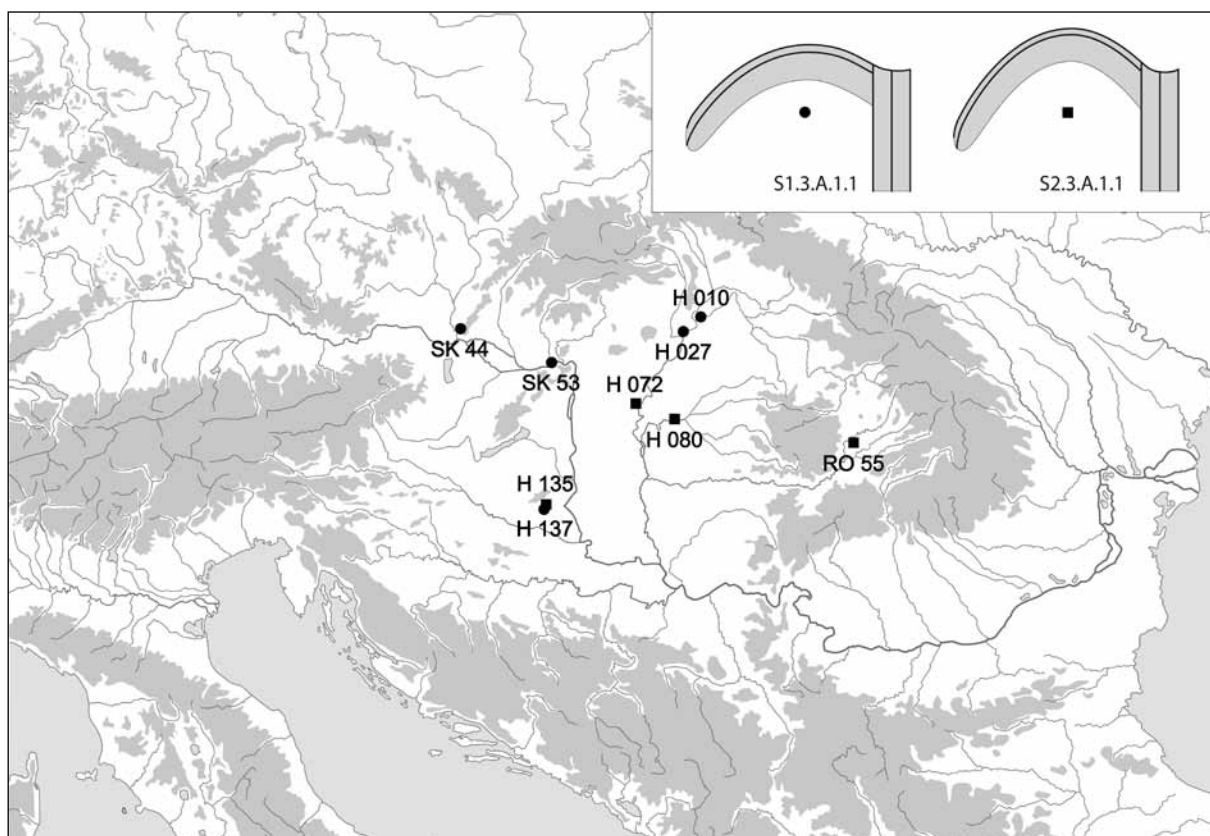 S1.3.A.1.1
S2.3.A.1.1
H 010
SK 44
H 027
SK 53
H 072
H 080
RO 55
H 135
H 137